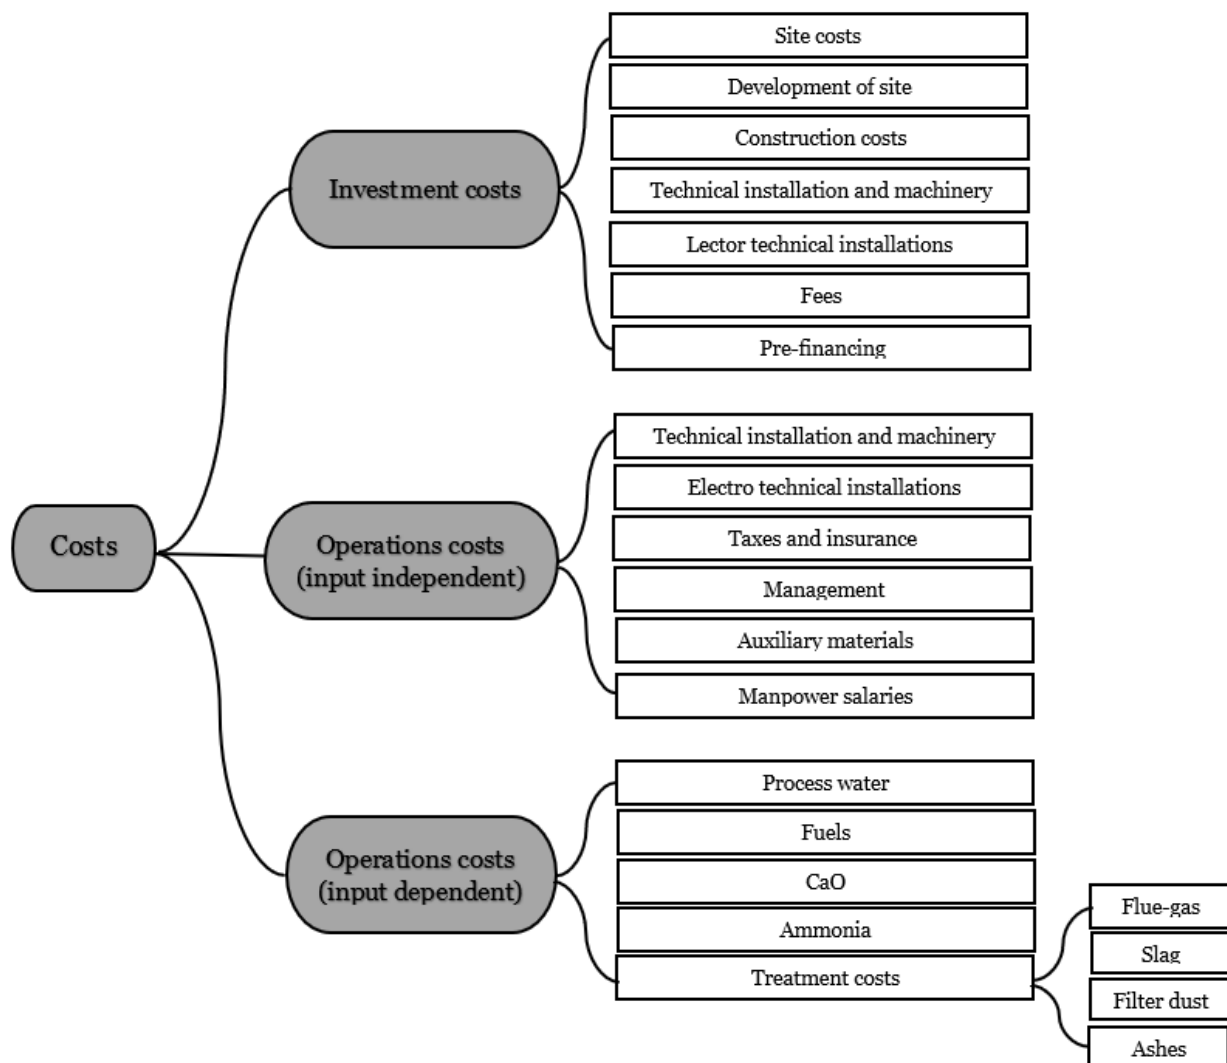 Costs
Investment costs
Site costs
Development of site
Construction costs
Technical installation and machinery
Lector technical installations
Fees
Pre-financing
Operations costs
(input independent)
Technical installation and machinery
Electro technical installations
Taxes and insurance
Management
Auxiliary materials
Manpower salaries
Operations costs
(input dependent)
Process water
Fuels
CaO
Ammonia
Treatment costs
Flue-gas
Slag
Filter dust
Ashes